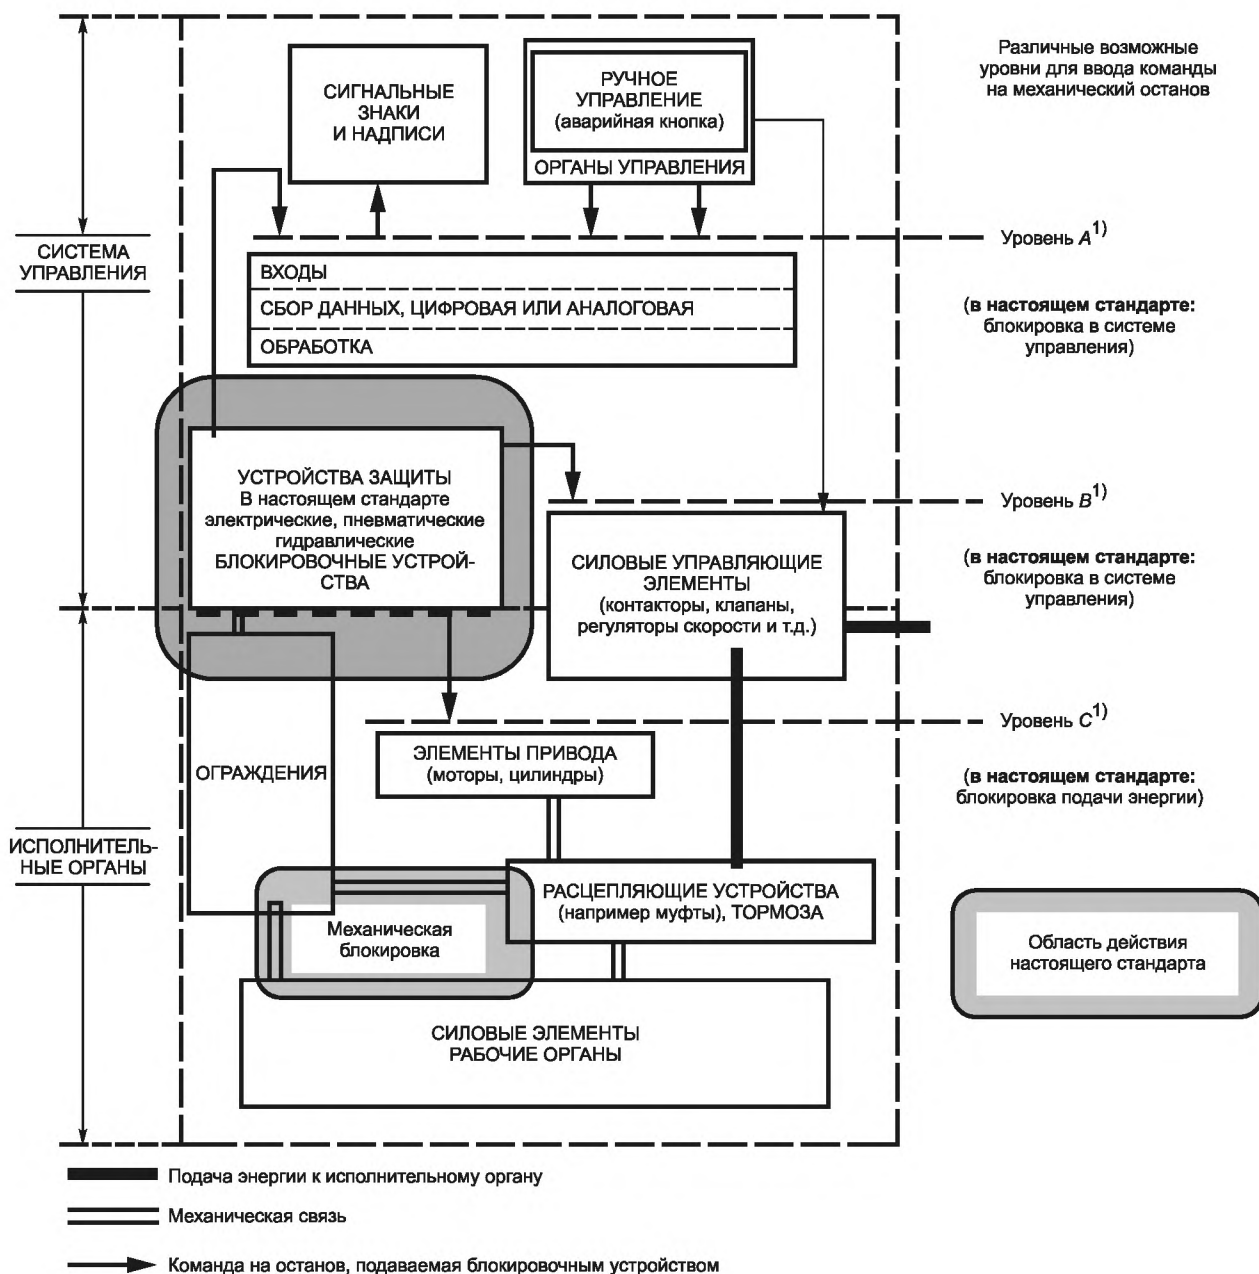 Различные возможные
уровни для ввода команды
на механический останов
СИГНАЛЬНЫЕ
ЗНАКИ
И НАДПИСИ
РУЧНОЕ
УПРАВЛЕНИЕ
(аварийная кнопка)
ОРГАНЫ УПРАВЛЕНИЯ
СИСТЕМА
УПРАВЛЕНИЯ
Уровень А1)
ВХОДЫ
СБОР ДАННЫХ, ЦИФРОВАЯ ИЛИ АНАЛОГОВАЯ
ОБРАБОТКА
(в настоящем стандарте:
блокировка в системе
управления)
УСТРОЙСТВА ЗАЩИТЫ
В настоящем стандарте
электрические, пневматические
гидравлические
БЛОКИРОВОЧНЫЕ УСТРОЙ-
СТВА
Уровень В1)
СИЛОВЫЕ УПРАВЛЯЮЩИЕ
ЭЛЕМЕНТЫ
(контакторы, клапаны,
регуляторы скорости и т.д.)
(в настоящем стандарте:
блокировка в системе
управления)
Уровень С1)
ОГРАЖДЕНИЯ
ЭЛЕМЕНТЫ ПРИВОДА
(моторы, цилиндры)
(в настоящем стандарте:
блокировка подачи энергии)
ИСПОЛНИТЕЛЬ-
НЫЕ ОРГАНЫ
РАСЦЕПЛЯЮЩИЕ УСТРОЙСТВА
(например муфты), ТОРМОЗА
Механическая
блокировка
Область действия
настоящего стандарта
СИЛОВЫЕ ЭЛЕМЕНТЫ
РАБОЧИЕ ОРГАНЫ
Подача энергии к исполнительному органу
Механическая связь
Команда на останов, подаваемая блокировочным устройством